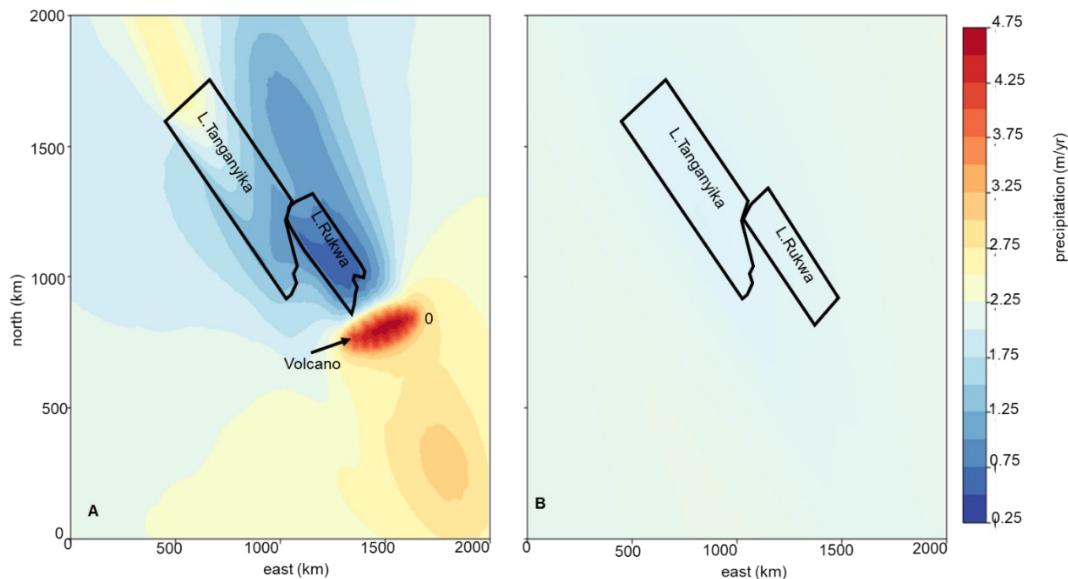 2000
1500
1000
500
0
north (km)
L.Tanganyika
L.Rukwa
Volcano
0
A
0
500
1000
1500
2000
east (km)
L.Tanganyika
L.Rukwa
B
0
500
1000
1500
2000
east (km)
4.75
4.25
3.75
3.25
2.75
2.25
1.75
1.25
0.75
0.25
precipitation (m/yr)